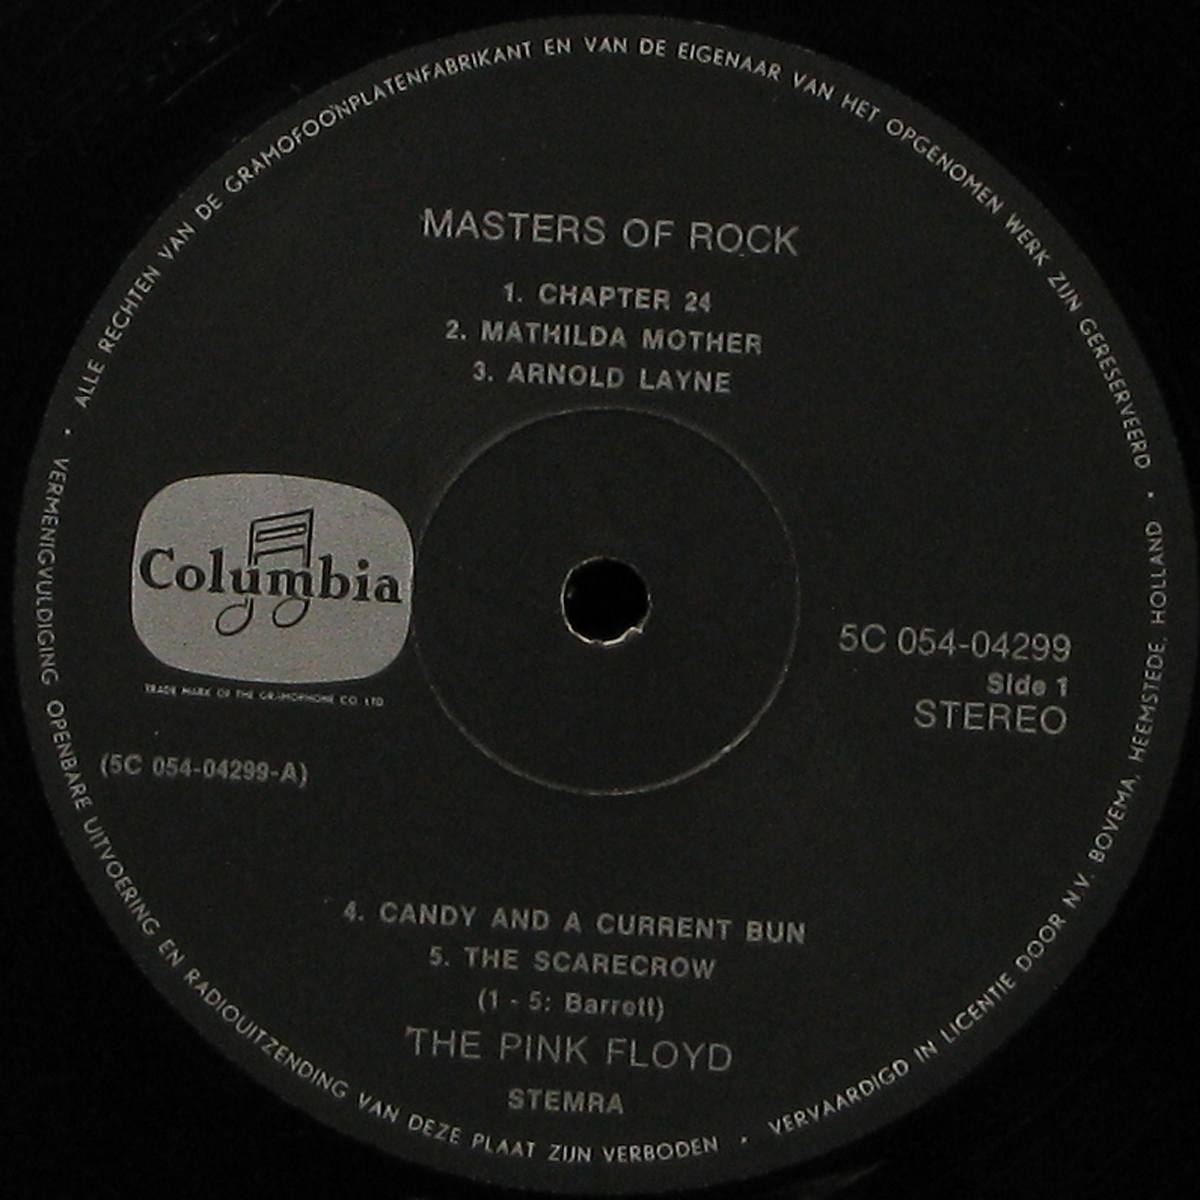 ALLE RECHTEN VAN DE GRAMOFOONPLATENFABRIKANT EN VAN DE EIGENAAR VAN HET OPGENOMEN WERK ZIJN GERESERVEERD •
MASTERS OF ROCK
1. CHAPTER 24
2. MATHILDA MOTHER
3. ARNOLD LAYNE
Columbia
TRADE MARK OF THE GRAMOPHONE CO. LTD
5C 054-04299
Side 1
STEREO
(5C 054-04299-A)
4. CANDY AND A CURRENT BUN
5. THE SCARECROW
(1 - 5: Barrett)
THE PINK FLOYD
STEMRA
• VERMENIGVULDIGING OPENBARE UITVOERING EN RADIOUITZENDING VAN DEZE PLAAT ZIJN VERBODEN •
VERVAARDIGD IN LICENTIE DOOR N.V. BOVEMA, HEEMSTEDE, HOLLAND